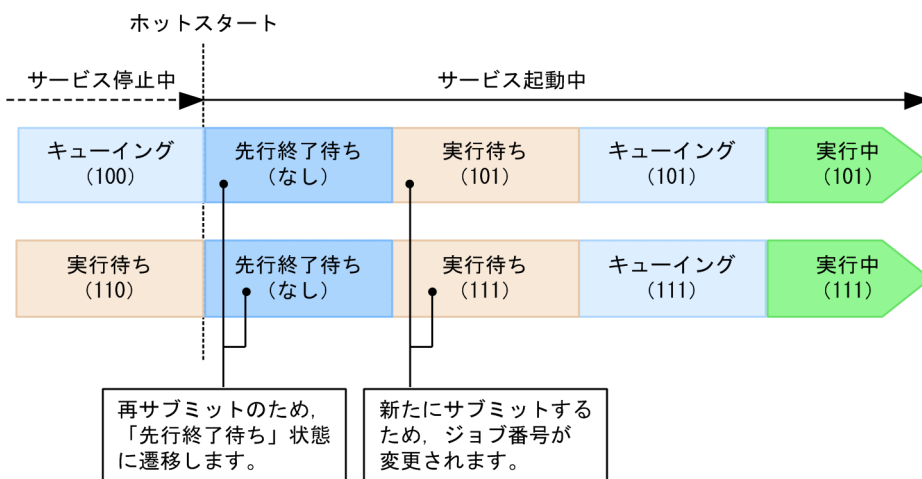 ホットスタート
サービス停止中
サービス起動中
キューイング
(100)
先行終了待ち
(なし)
実行待ち
(101)
キューイング
(101)
実行中
(101)
実行待ち
(110)
先行終了待ち
(なし)
実行待ち
(111)
キューイング
(111)
実行中
(111)
再サブミットのため，
「先行終了待ち」状態
に遷移します。
新たにサブミットする
ため，ジョブ番号が
変更されます。